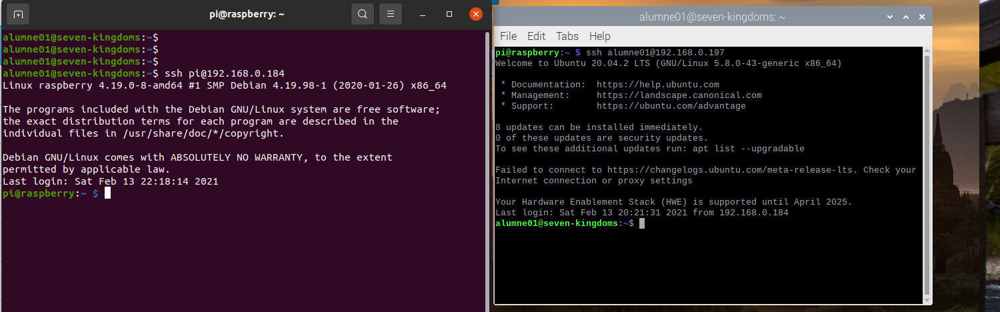 pi@raspberry: ~
alumne01@seven-kingdoms:~$
alumne01@seven-kingdoms:~$
alumne01@seven-kingdoms:~$
alumne01@seven-kingdoms:~$ ssh pi@192.168.0.184
Linux raspberry 4.19.0-8-amd64 #1 SMP Debian 4.19.98-1 (2020-01-26) x86_64
The programs included with the Debian GNU/Linux system are free software;
the exact distribution terms for each program are described in the
individual files in /usr/share/doc/*/copyright.
Debian GNU/Linux comes with ABSOLUTELY NO WARRANTY, to the extent
permitted by applicable law.
Last login: Sat Feb 13 22:18:14 2021
pi@raspberry:~ $
alumne01@seven-kingdoms: ~
File Edit Tabs Help
pi@raspberry:~ $ ssh alumne01@192.168.0.197
Welcome to Ubuntu 20.04.2 LTS (GNU/Linux 5.8.0-43-generic x86_64)
* Documentation: https://help.ubuntu.com
* Management: https://landscape.canonical.com
* Support: https://ubuntu.com/advantage
8 updates can be installed immediately.
0 of these updates are security updates.
To see these additional updates run: apt list --upgradable
Failed to connect to https://changelogs.ubuntu.com/meta-release-lts. Check your
Internet connection or proxy settings
Your Hardware Enablement Stack (HWE) is supported until April 2025.
Last login: Sat Feb 13 20:21:31 2021 from 192.168.0.184
alumne01@seven-kingdoms:~$